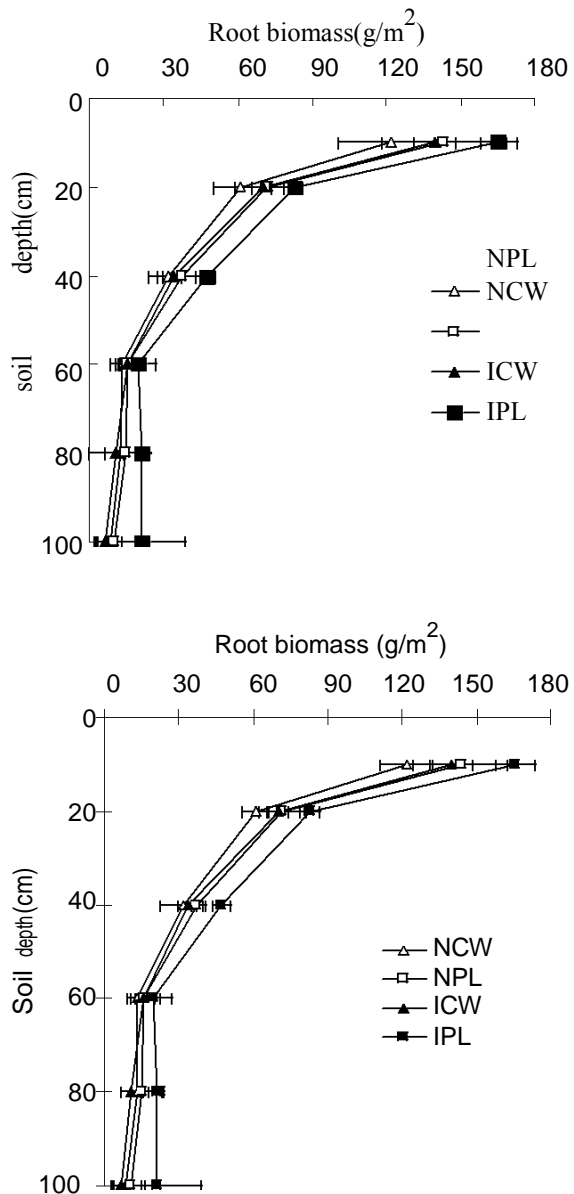 Root biomass(g/m²)
0 30 60 90 120 150 180
0
20
40
60
80
100
soil depth(cm)
NPL
NCW
ICW
IPL
Root biomass (g/m²)
0 30 60 90 120 150 180
0
20
40
60
80
100
Soil depth(cm)
NCW
NPL
ICW
IPL